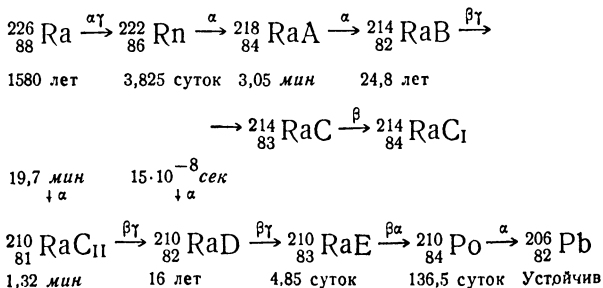 ²²⁶₈₈Ra —αγ→ ²²²₈₆Rn —α→ ²¹⁸₈₄RaA —α→ ²¹⁴₈₂RaB —βγ→
1580 лет 3,825 суток 3,05 мин 24,8 лет
→ ²¹⁴₈₃RaC —β→ ²¹⁴₈₄RaCI
19,7 мин 15·10⁻⁸ сек
↓α ↓α
²¹⁰₈₁RaCII —βγ→ ²¹⁰₈₂RaD —βγ→ ²¹⁰₈₃RaE —βα→ ²¹⁰₈₄Po —α→ ²⁰⁶₈₂Pb
1,32 мин 16 лет 4,85 суток 136,5 суток Устойчив